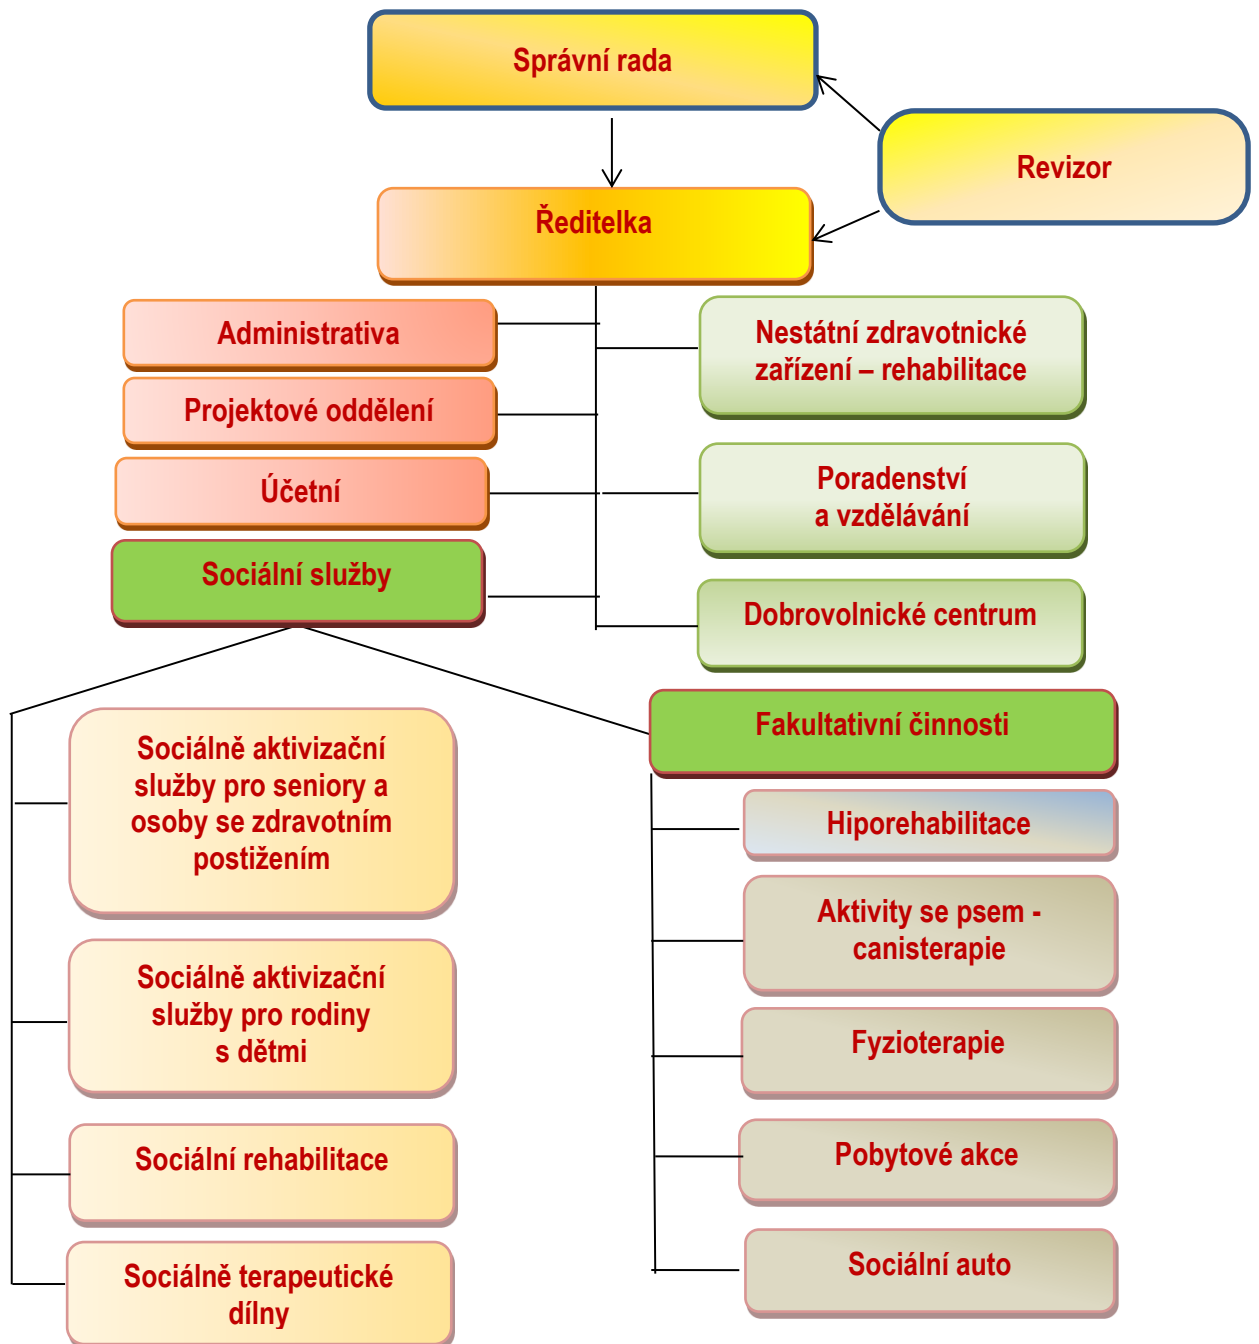 Správní rada
Revizor
Ředitelka
Administrativa
Projektové oddělení
Účetní
Sociální služby
Nestátní zdravotnické
zařízení – rehabilitace
Poradenství
a vzdělávání
Dobrovolnické centrum
Sociálně aktivizační
služby pro seniory a
osoby se zdravotním
postižením
Sociálně aktivizační
služby pro rodiny
s dětmi
Sociální rehabilitace
Sociálně terapeutické
dílny
Fakultativní činnosti
Hiporehabilitace
Aktivity se psem -
canisterapie
Fyzioterapie
Pobytové akce
Sociální auto